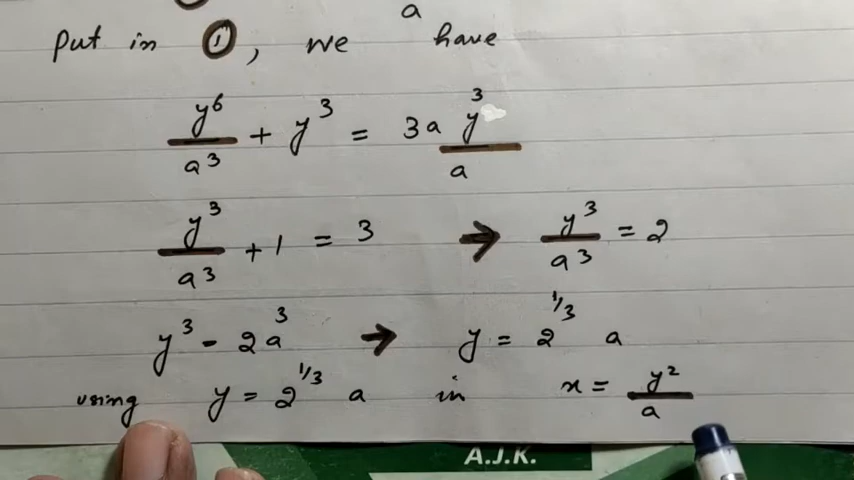 a
Put in ①, we have
y^6/a^3 + y^3 = 3a y^3/a
y^3/a^3 + 1 = 3 → y^3/a^3 = 2
y^3 - 2a^3 → y = 2^1/3 a
using y = 2^1/3 a in x = y^2/a
A.J.K.